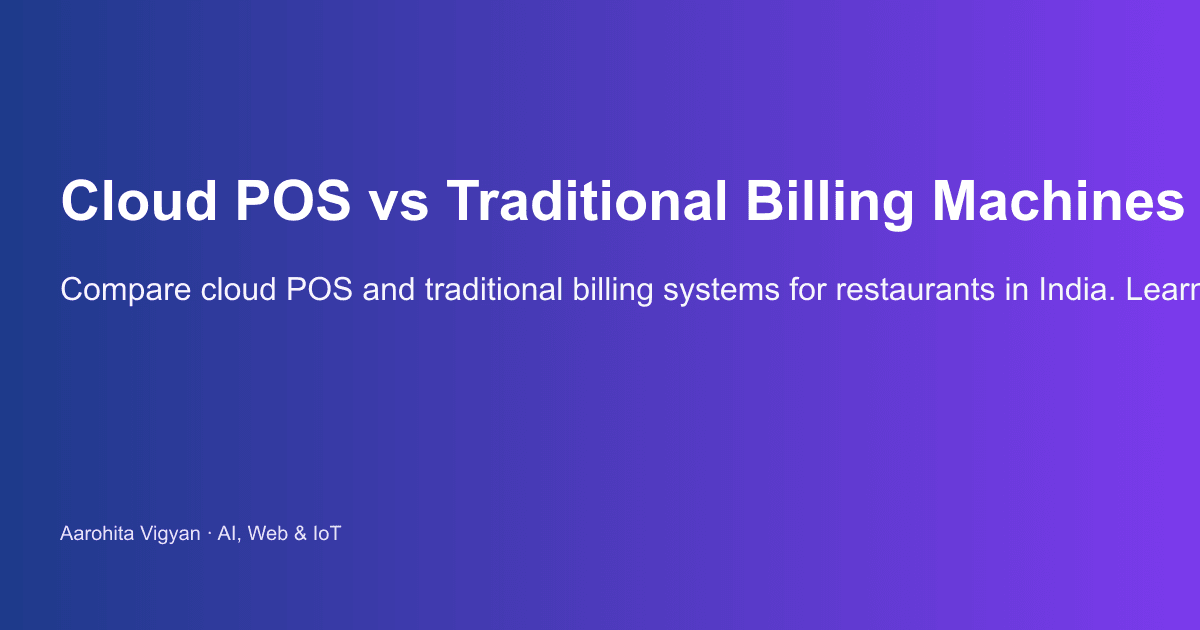 Cloud POS vs Traditional Billing Machines
Compare cloud POS and traditional billing systems for restaurants in India. Learn
Aarohita Vigyan · AI, Web & IoT